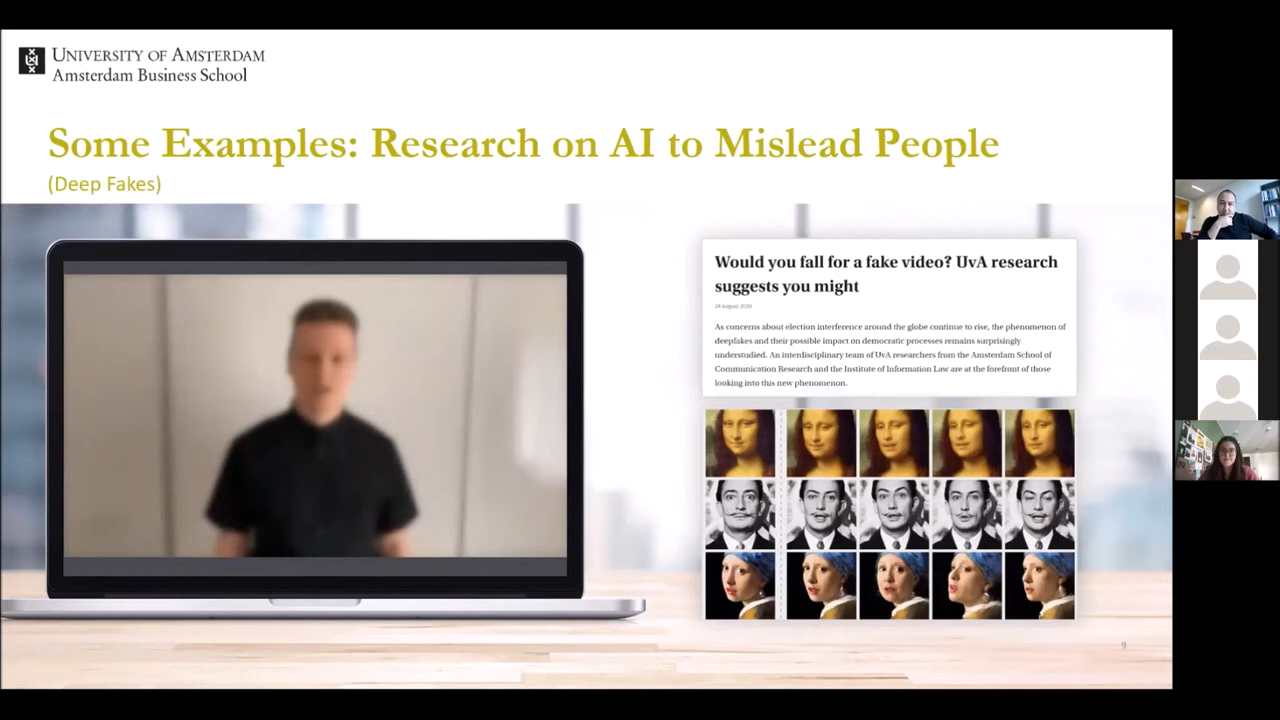 UNIVERSITY OF AMSTERDAM
Amsterdam Business School
Some Examples: Research on AI to Mislead People
(Deep Fakes)
Would you fall for a fake video? UvA research
suggests you might
24 August 2020
As concerns about election interference around the globe continue to rise, the phenomenon of
deepfakes and their possible impact on democratic processes remains surprisingly
understudied. An interdisciplinary team of UvA researchers from the Amsterdam School of
Communication Research and the Institute of Information Law are at the forefront of those
looking into this new phenomenon.
9